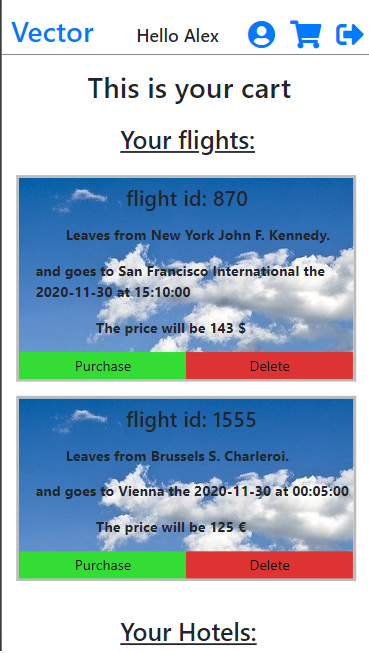 Vector Hello Alex
This is your cart
Your flights:
flight id: 870
Leaves from New York John F. Kennedy.
and goes to San Francisco International the
2020-11-30 at 15:10:00
The price will be 143 $
Purchase Delete
flight id: 1555
Leaves from Brussels S. Charleroi.
and goes to Vienna the 2020-11-30 at 00:05:00
The price will be 125 €
Purchase Delete
Your Hotels: